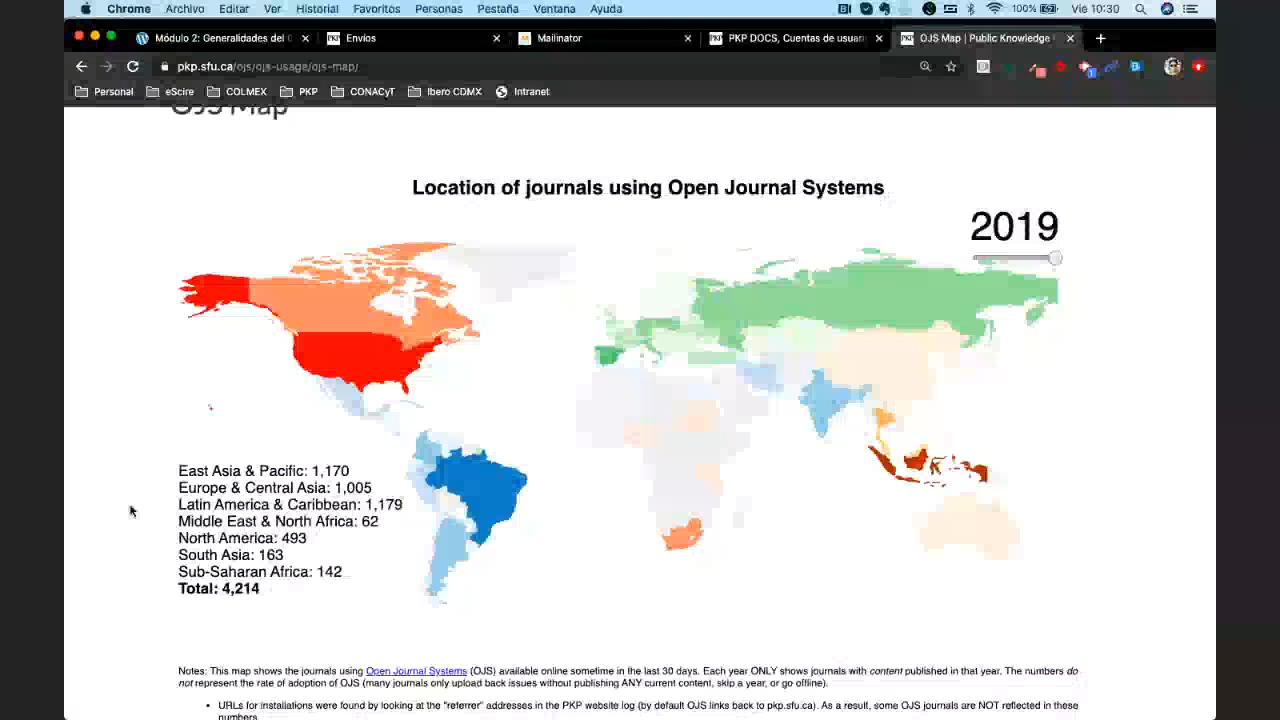 Chrome Archivo Editar Ver Historial Favoritos Personas Pestaña Ventana Ayuda 100% Vie 10:30
Módulo 2: Generalidades del Envíos Mailinator PKP DOCS, Cuentas de usuar OJS Map | Public Knowledge
pkp.sfu.ca/ojs/ojs-usage/ojs-map/
Personal eScire COLMEX PKP CONACyT Ibero CDMX Intranet
OJS Map
Location of journals using Open Journal Systems
2019
East Asia & Pacific: 1,170
Europe & Central Asia: 1,005
Latin America & Caribbean: 1,179
Middle East & North Africa: 62
North America: 493
South Asia: 163
Sub-Saharan Africa: 142
Total: 4,214
Notes: This map shows the journals using Open Journal Systems (OJS) available online sometime in the last 30 days. Each year ONLY shows journals with content published in that year. The numbers do
not represent the rate of adoption of OJS (many journals only upload back issues without publishing ANY current content, skip a year, or go offline).
• URLs for installations were found by looking at the "referrer" addresses in the PKP website log (by default OJS links back to pkp.sfu.ca). As a result, some OJS journals are NOT reflected in these
numbers.